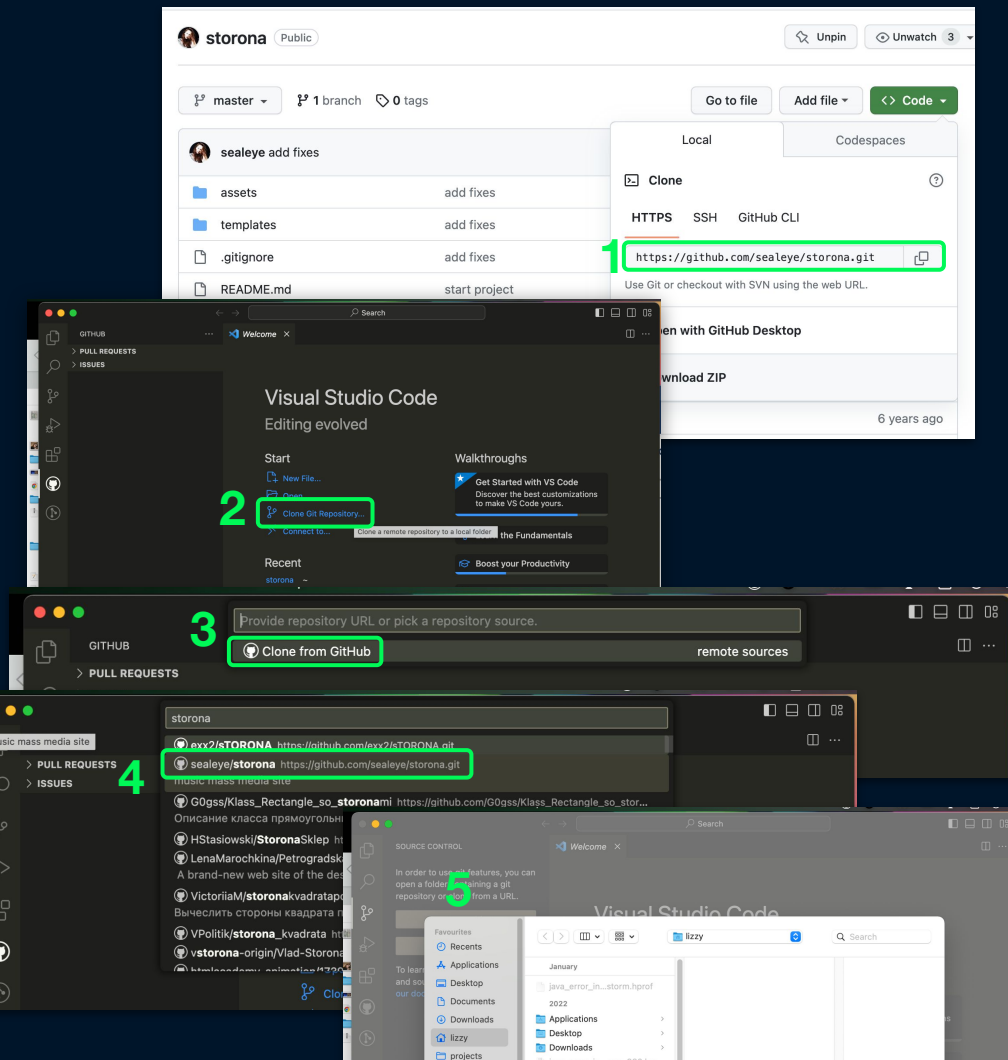 storona Public
Unpin
Unwatch 3
master
1 branch
0 tags
Go to file
Add file
<> Code
Local
Codespaces
sealeye add fixes
Clone
assets
add fixes
HTTPS
SSH
GitHub CLI
templates
add fixes
1
.gitignore
add fixes
https://github.com/sealeye/storona.git
README.md
start project
Use Git or checkout with SVN using the web URL.
GitHub Desktop
ZIP
6 years ago
Search
GITHUB
Welcome
PULL REQUESTS
ISSUES
Visual Studio Code
Editing evolved
Start
New File...
Open
2
Clone Git Repository...
Connect to...
Clone a remote repository to a local folder
Recent
storona ~
Walkthroughs
Get Started with VS Code
Discover the best customizations
to make VS Code yours.
the Fundamentals
Boost your Productivity
3
Provide repository URL or pick a repository source.
GITHUB
Clone from GitHub
remote sources
PULL REQUESTS
storona
music mass media site
exx2/sTORONA https://github.com/exx2/sTORONA.git
PULL REQUESTS
4
sealeye/storona https://github.com/sealeye/storona.git
ISSUES
music mass media site
G0gss/Klass_Rectangle_so_storonami https://github.com/G0gss/Klass_Rectangle_so_stor...
Описание класса
HStasiowski/StoronaSklep
A brand-new web site of the
Вычеслить стороны квадрата
VPolitik/storona_kvadrata
vstorona-origin/Vlad-Storona
5
Search
SOURCE CONTROL
Welcome
In order to use git features, you can
open a folder containing a git
repository or clone from a URL.
Visual Studio Code
Favourites
Recents
Applications
Desktop
Documents
Downloads
lizzy
projects
lizzy
Search
January
java_error_in...storm.hprof
2022
Applications
Desktop
Downloads